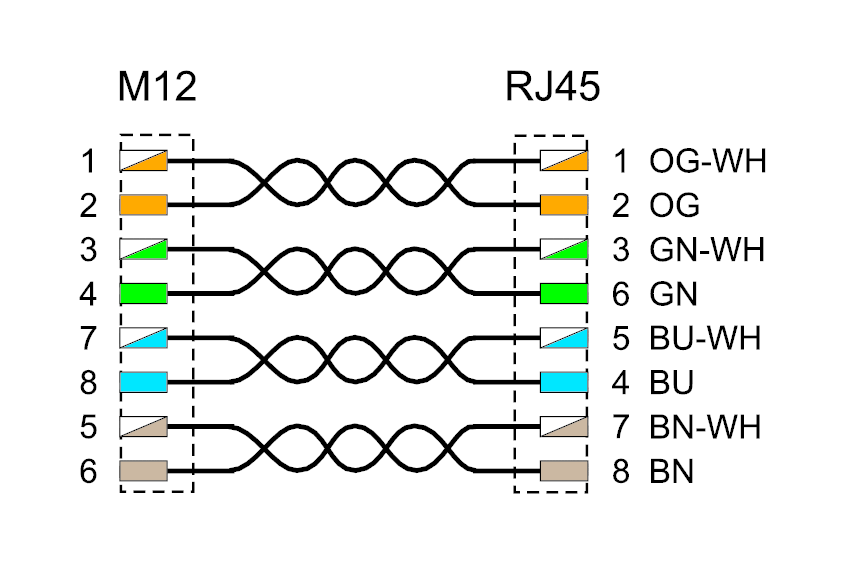 M12 RJ45
1 1 OG-WH
2 2 OG
3 3 GN-WH
4 6 GN
7 5 BU-WH
8 4 BU
5 7 BN-WH
6 8 BN